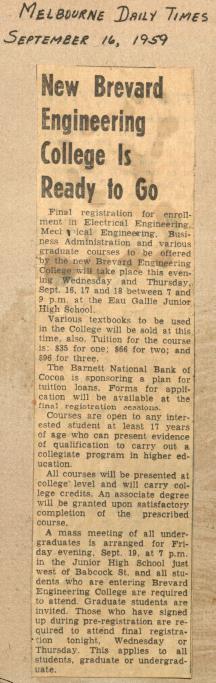 MELBOURNE DAILY TIMES
SEPTEMBER 16, 1959
New Brevard
Engineering
College Is
Ready to Go
Final registration for enroll-
ment in Electrical Engineering,
Mechanical Engineering, Busi-
ness Administration and various
graduate courses to be offered
by the new Brevard Engineering
College will take place this even-
ing Wednesday and Thursday,
Sept. 16, 17 and 18 between 7 and
9 p.m. at the Eau Gallie Junior
High School.
Various textbooks to be used
in the College will be sold at this
time, also. Tuition for the course
is: $35 for one; $66 for two; and
$96 for three.
The Barnett National Bank of
Cocoa is sponsoring a plan for
tuition loans. Forms for appli-
cation will be available at the
final registration sessions.
Courses are open to any inter-
ested student at least 17 years
of age who can present evidence
of qualification to carry out a
collegiate program in higher ed-
ucation.
All courses will be presented at
college level and will carry col-
lege credits. An associate degree
will be granted upon satisfactory
completion of the prescribed
course.
A mass meeting of all under-
graduates is arranged for Fri-
day evening, Sept. 19, at 7 p.m.
in the Junior High School just
west of Babcock St. and all stu-
dents who are entering Brevard
Engineering College are required
to attend. Graduate students are
invited. Those who have signed
up during pre-registration are re-
quired to attend final registra-
tion tonight, Wednesday or
Thursday. This applies to all
students, graduate or undergrad-
uate.